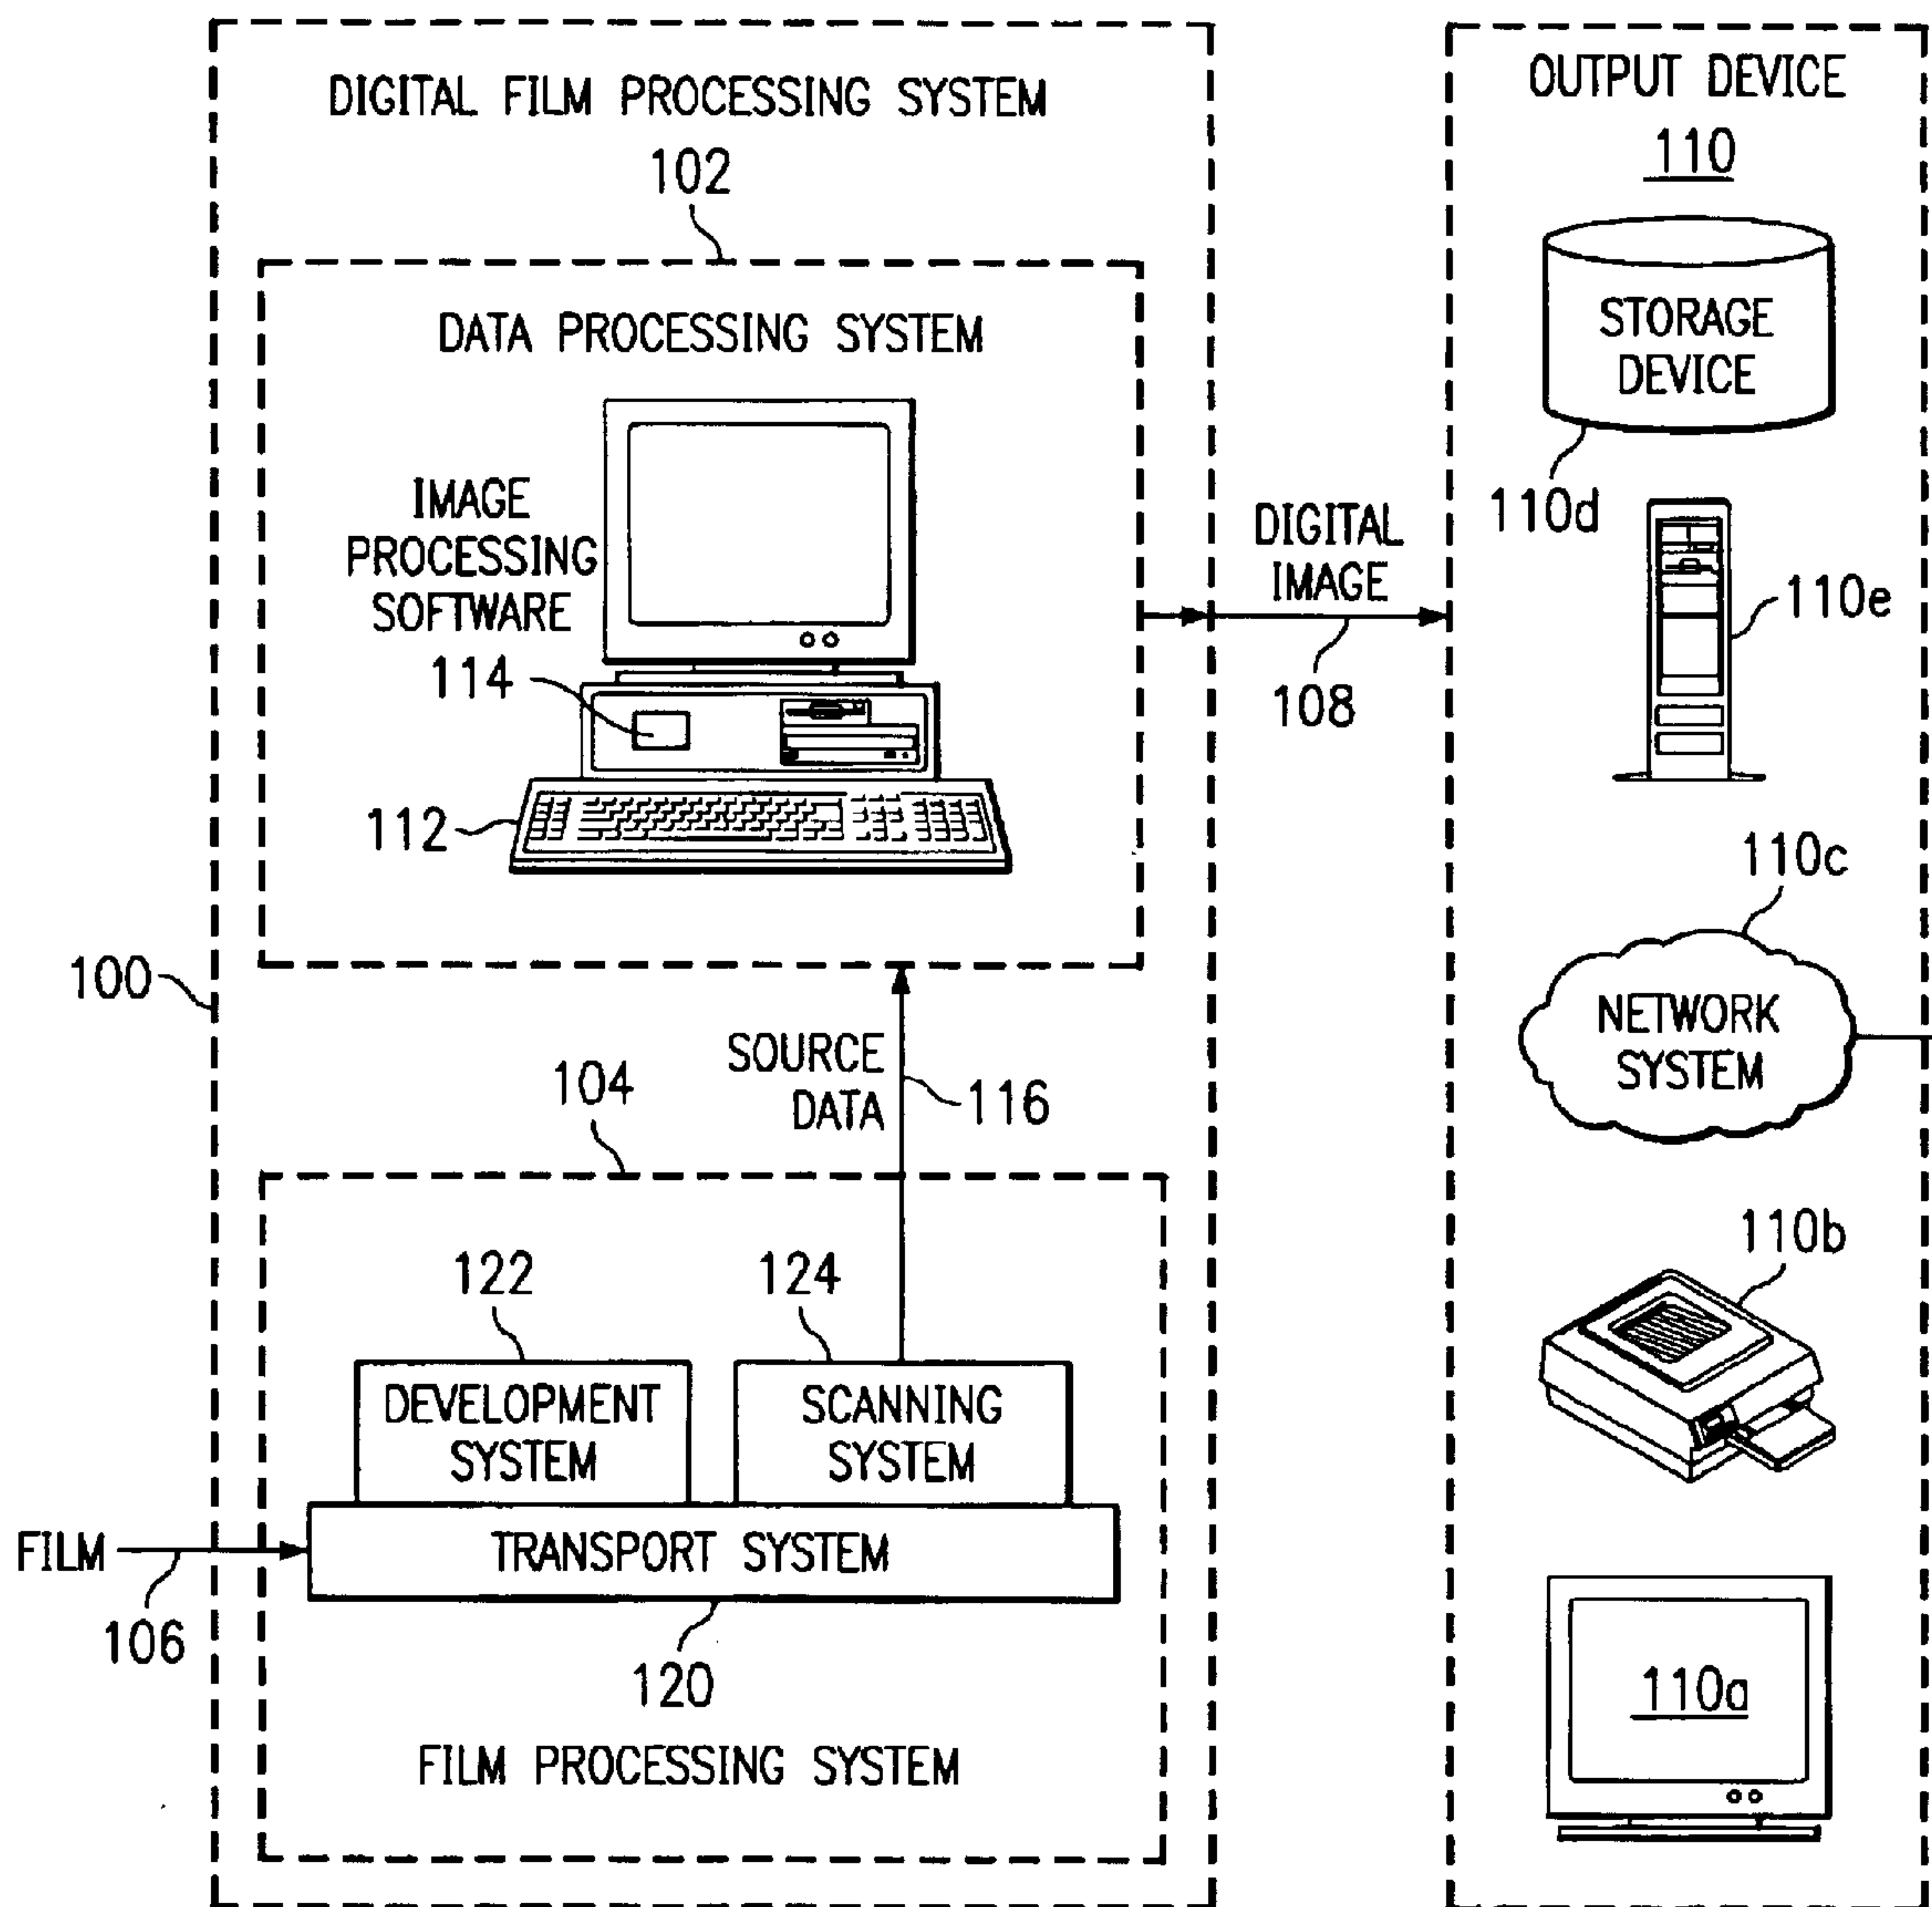 DIGITAL FILM PROCESSING SYSTEM
102
DATA PROCESSING SYSTEM
IMAGE
PROCESSING
SOFTWARE
114
112
100
SOURCE
DATA
116
104
122
124
DEVELOPMENT
SYSTEM
SCANNING
SYSTEM
FILM
TRANSPORT SYSTEM
106
120
FILM PROCESSING SYSTEM
DIGITAL
IMAGE
108
OUTPUT DEVICE
110
STORAGE
DEVICE
110d
110e
110c
NETWORK
SYSTEM
110b
110a